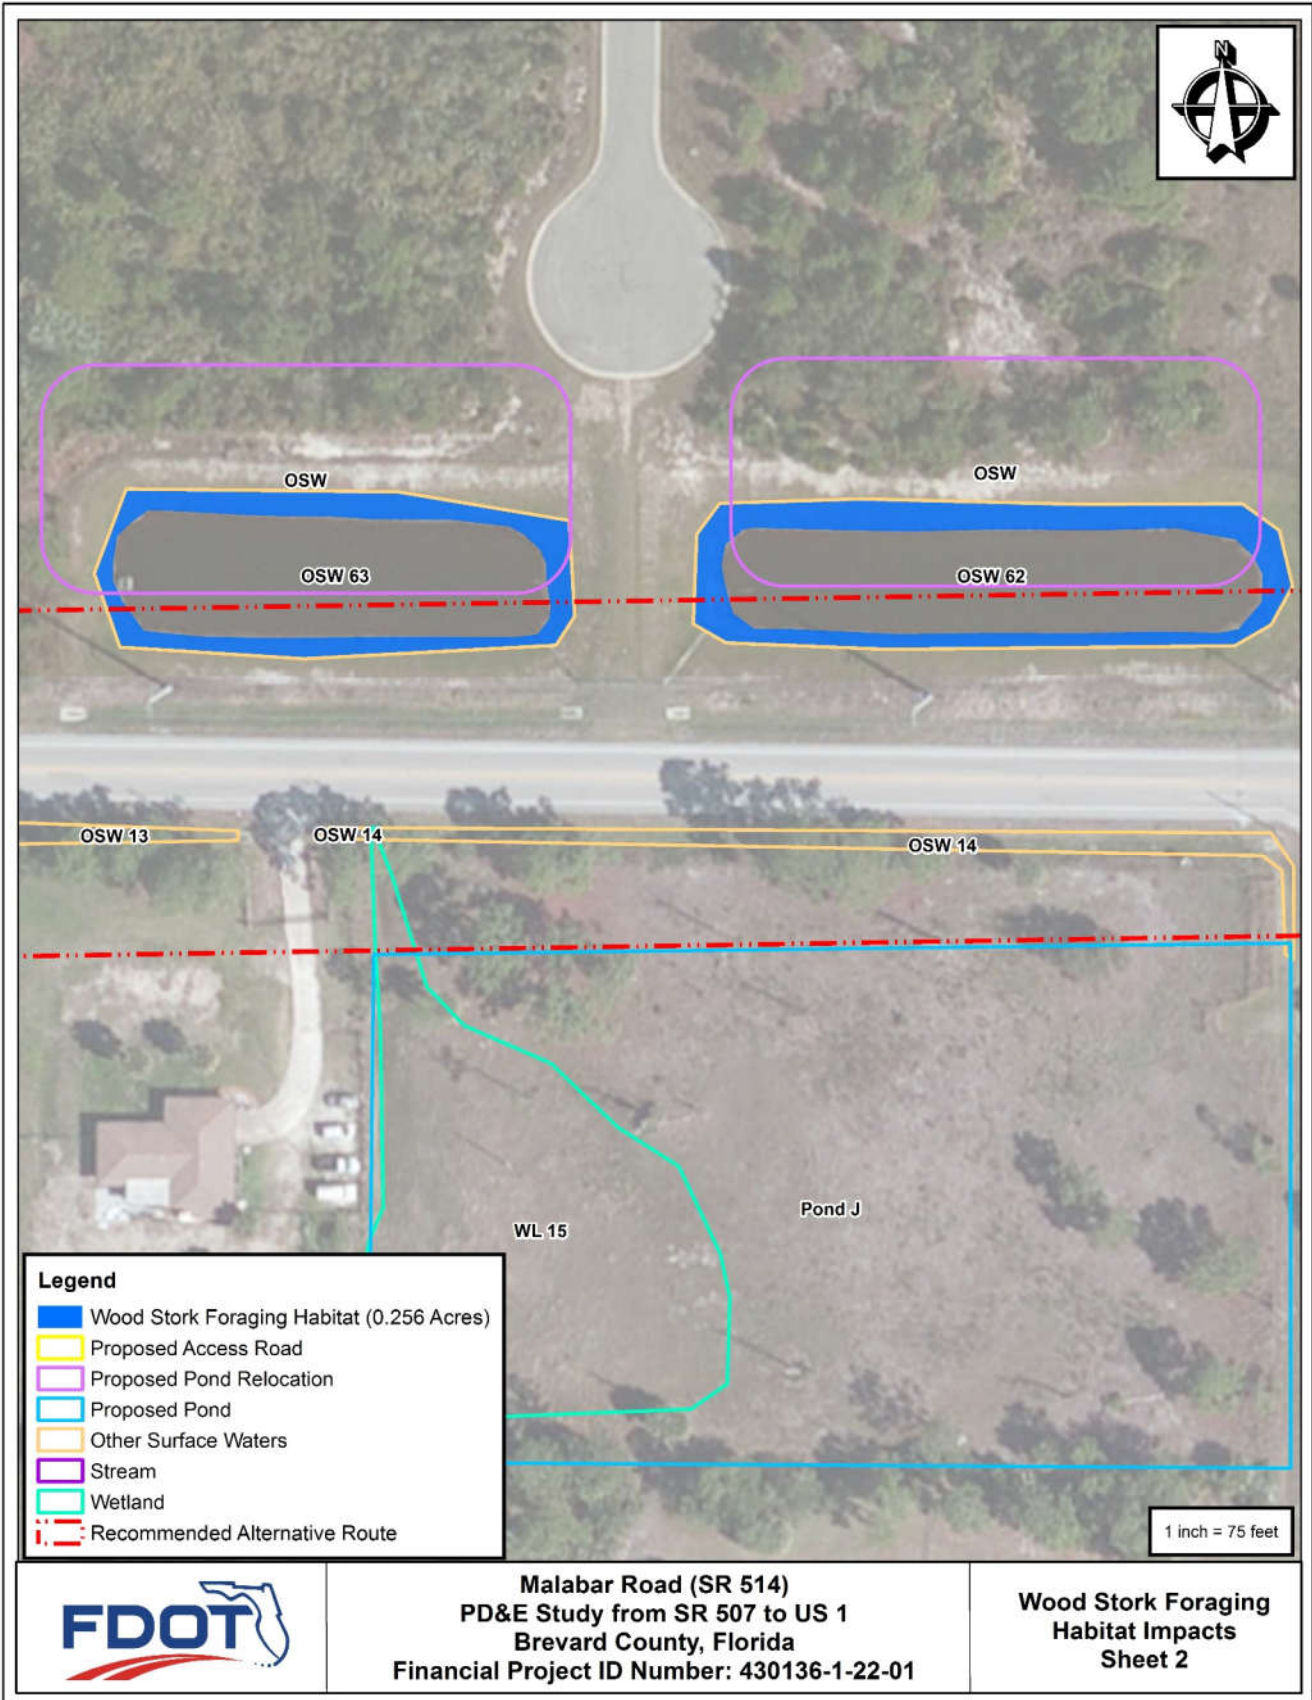 N
OSW
OSW
OSW 63
OSW 62
OSW 13
OSW 14
OSW 14
Pond J
WL 15
Legend
Wood Stork Foraging Habitat (0.256 Acres)
Proposed Access Road
Proposed Pond Relocation
Proposed Pond
Other Surface Waters
Stream
Wetland
Recommended Alternative Route
1 inch = 75 feet
FDOT
Malabar Road (SR 514)
PD&E Study from SR 507 to US 1
Brevard County, Florida
Financial Project ID Number: 430136-1-22-01
Wood Stork Foraging
Habitat Impacts
Sheet 2